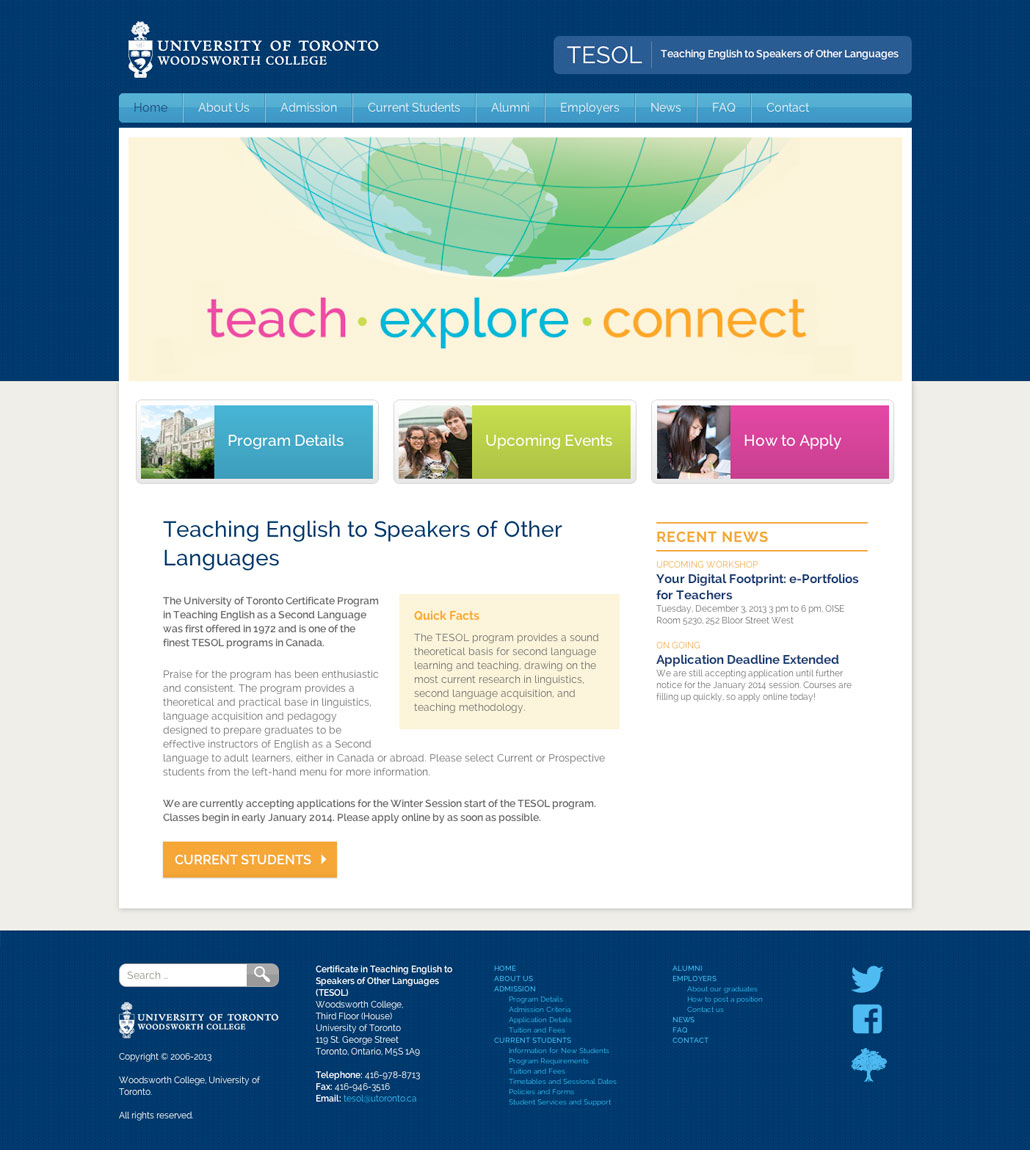 UNIVERSITY OF TORONTO
WOODSWORTH COLLEGE
TESOL
Teaching English to Speakers of Other Languages
Home
About Us
Admission
Current Students
Alumni
Employers
News
FAQ
Contact
teach • explore • connect
Program Details
Upcoming Events
How to Apply
Teaching English to Speakers of Other
Languages
The University of Toronto Certificate Program
in Teaching English as a Second Language
was first offered in 1972 and is one of the
finest TESOL programs in Canada.
Quick Facts
The TESOL program provides a sound
theoretical basis for second language
learning and teaching, drawing on the
most current research in linguistics,
second language acquisition, and
teaching methodology.
Praise for the program has been enthusiastic
and consistent. The program provides a
theoretical and practical base in linguistics,
language acquisition and pedagogy
designed to prepare graduates to be
effective instructors of English as a Second
language to adult learners, either in Canada or abroad. Please select Current or Prospective
students from the left-hand menu for more information.
We are currently accepting applications for the Winter Session start of the TESOL program.
Classes begin in early January 2014. Please apply online by as soon as possible.
CURRENT STUDENTS
RECENT NEWS
UPCOMING WORKSHOP
Your Digital Footprint: e-Portfolios
for Teachers
Tuesday, December 3, 2013 3 pm to 6 pm, OISE
Room 5230, 252 Bloor Street West
ON GOING
Application Deadline Extended
We are still accepting application until further
notice for the January 2014 session. Courses are
filling up quickly, so apply online today!
Search ..
UNIVERSITY OF TORONTO
WOODSWORTH COLLEGE
Copyright © 2006-2013
Woodsworth College, University of
Toronto.
All rights reserved.
Certificate in Teaching English to
Speakers of Other Languages
(TESOL)
Woodsworth College,
Third Floor (House)
University of Toronto
119 St. George Street
Toronto, Ontario, M5S 1A9
Telephone: 416-978-8713
Fax: 416-946-3516
Email: tesol@utoronto.ca
HOME
ABOUT US
ADMISSION
Program Details
Admission Criteria
Application Details
Tuition and Fees
CURRENT STUDENTS
Information for New Students
Program Requirements
Tuition and Fees
Timetables and Sessional Dates
Policies and Forms
Student Services and Support
ALUMNI
EMPLOYERS
About our graduates
How to post a position
Contact us
NEWS
FAQ
CONTACT